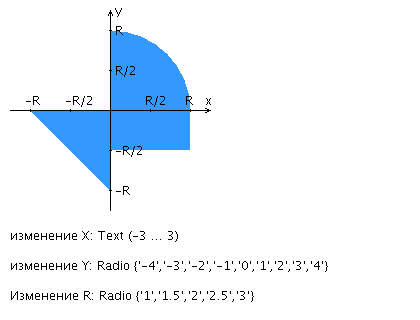 y
R
R/2
-R -R/2 R/2 R x
-R/2
-R
изменение X: Text (-3 ... 3)
изменение Y: Radio {'-4','-3','-2','-1','0','1','2','3','4'}
Изменение R: Radio {'1','1.5','2','2.5','3'}